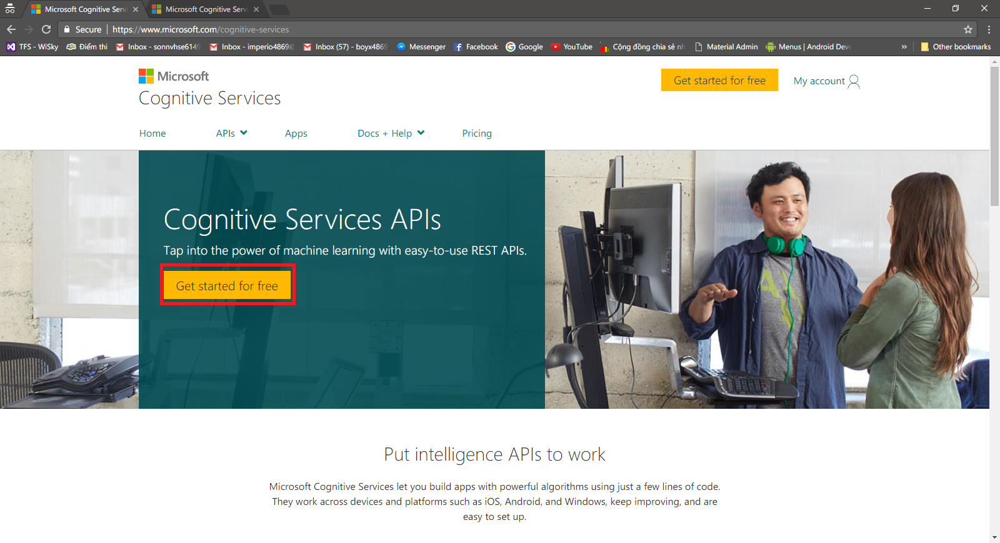 Microsoft Cognitive Serv
Microsoft Cognitive Serv
Secure
https://www.microsoft.com/cognitive-services
TFS - WiSky
Điểm thi
Inbox - sonnvhse6149
Inbox - imperio4869@
Inbox (57) - boyx4869
Messenger
Facebook
Google
YouTube
Cộng đồng chia sẻ nh
Material Admin
Menus | Android Deve
»
Other bookmarks
Microsoft
Cognitive Services
Get started for free
My account
Home
APIs
Apps
Docs + Help
Pricing
Cognitive Services APIs
Tap into the power of machine learning with easy-to-use REST APIs.
Get started for free
Put intelligence APIs to work
Microsoft Cognitive Services let you build apps with powerful algorithms using just a few lines of code.
They work across devices and platforms such as iOS, Android, and Windows, keep improving, and are
easy to set up.